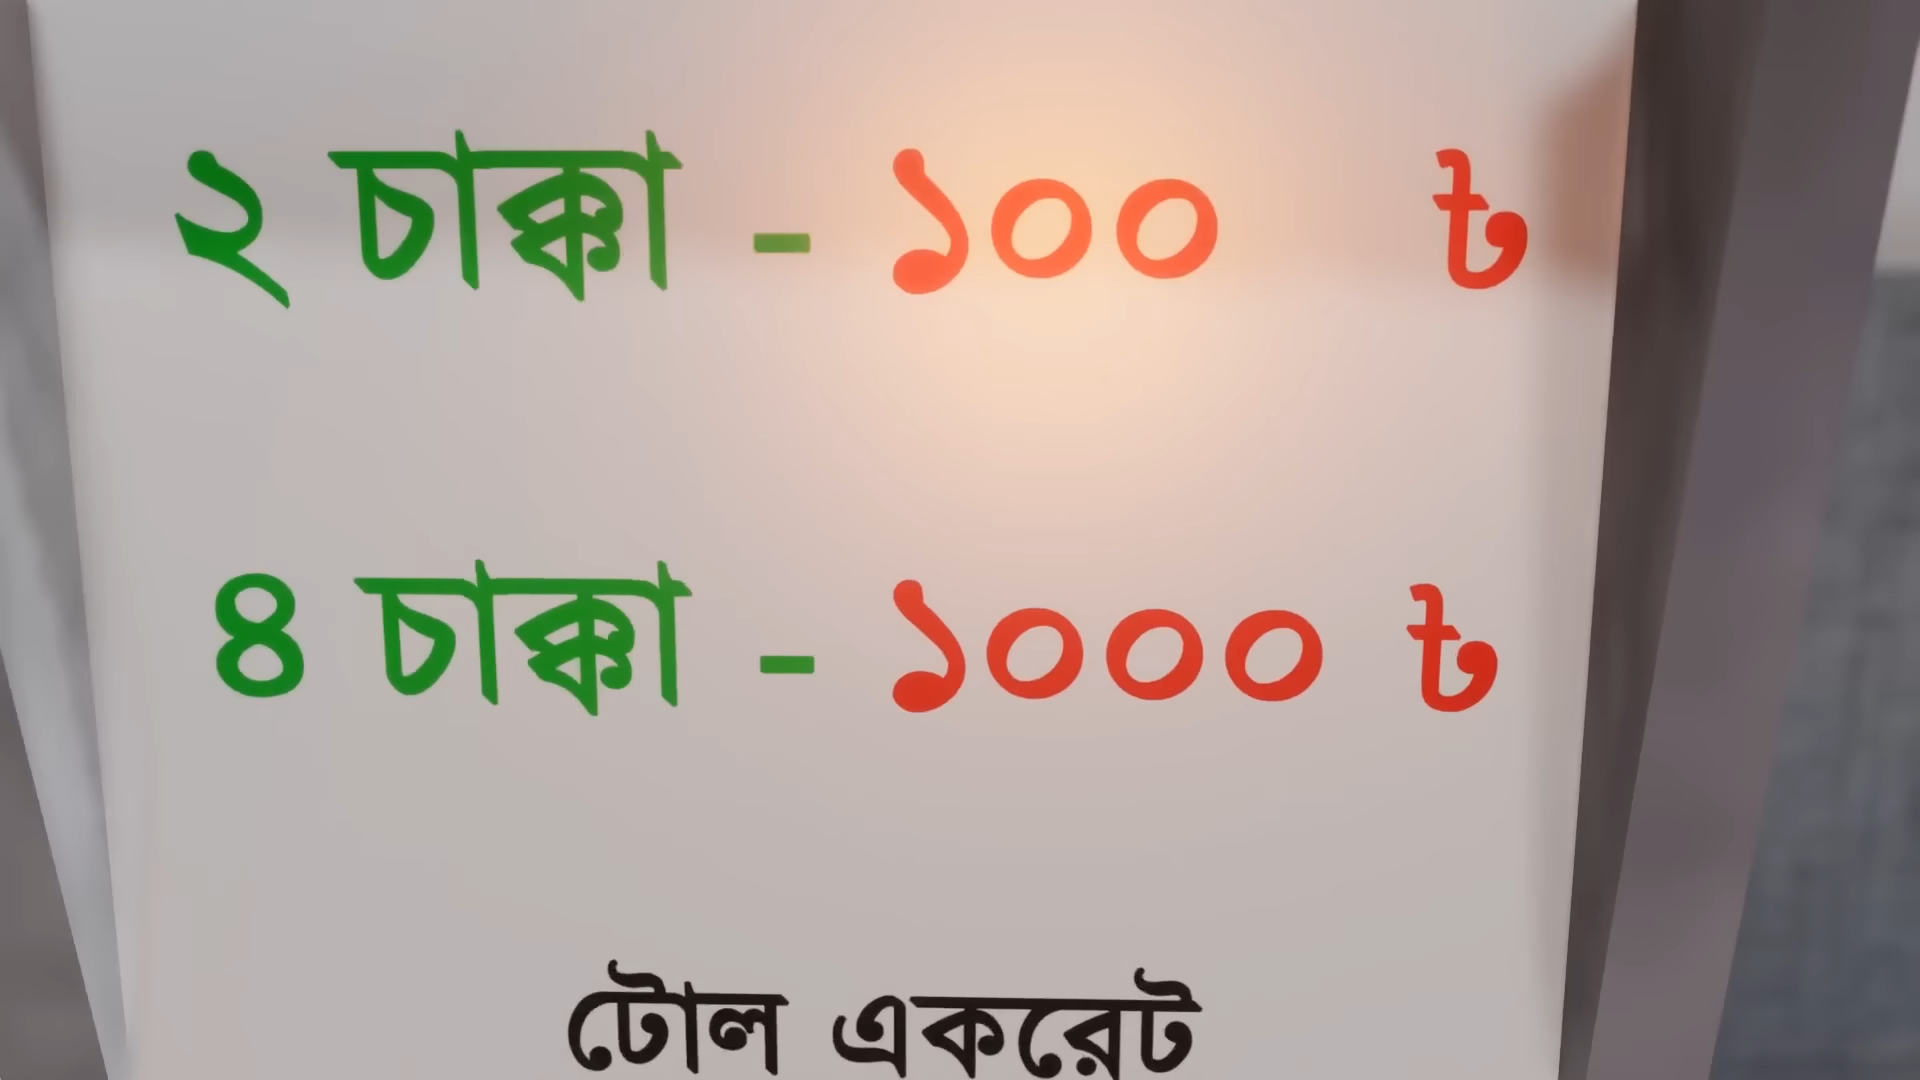 ২ চাক্কা - ১০০ ৳
৪ চাক্কা - ১০০০ ৳
টোল একরেট